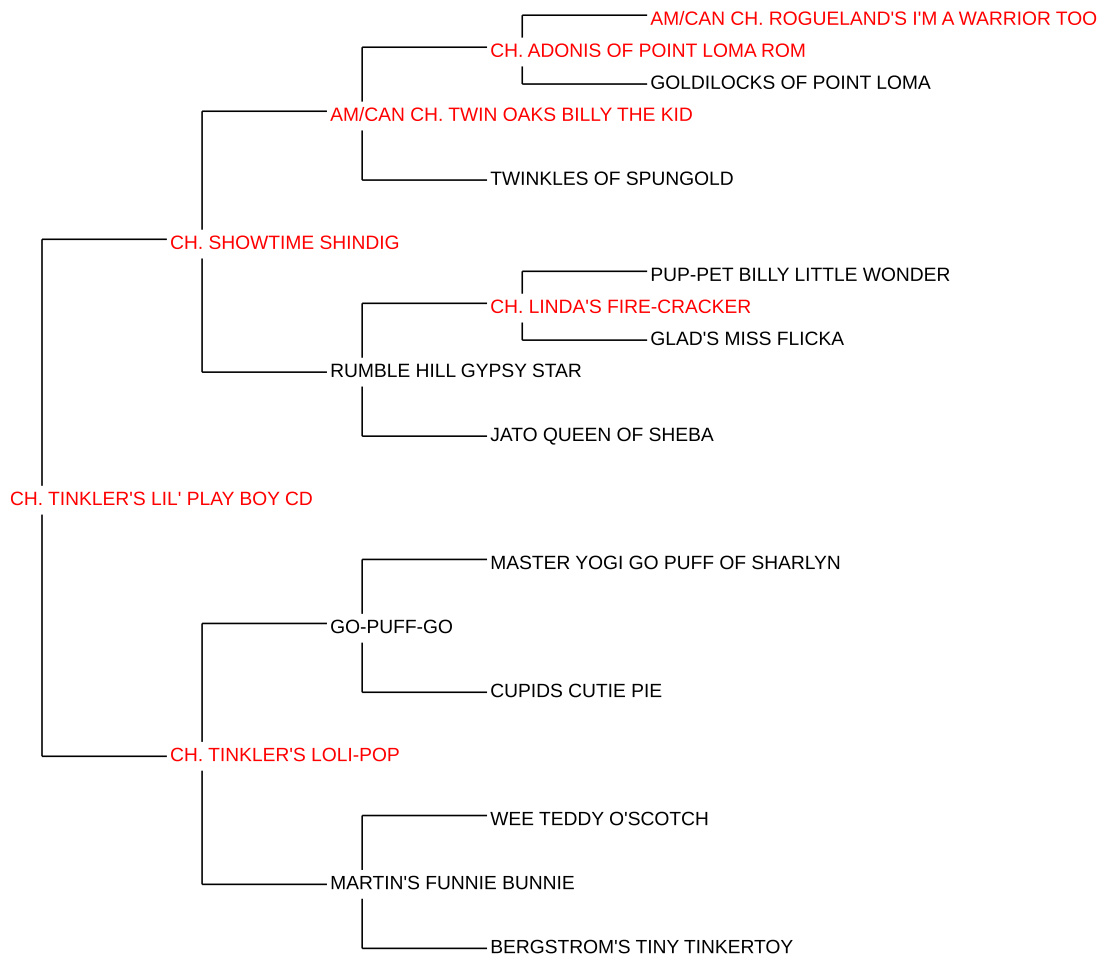 AM/CAN CH. ROGUELAND'S I'M A WARRIOR TOO
CH. ADONIS OF POINT LOMA ROM
GOLDILOCKS OF POINT LOMA
AM/CAN CH. TWIN OAKS BILLY THE KID
TWINKLES OF SPUNGOLD
CH. SHOWTIME SHINDIG
PUP-PET BILLY LITTLE WONDER
CH. LINDA'S FIRE-CRACKER
GLAD'S MISS FLICKA
RUMBLE HILL GYPSY STAR
JATO QUEEN OF SHEBA
CH. TINKLER'S LIL' PLAY BOY CD
MASTER YOGI GO PUFF OF SHARLYN
GO-PUFF-GO
CUPIDS CUTIE PIE
CH. TINKLER'S LOLI-POP
WEE TEDDY O'SCOTCH
MARTIN'S FUNNIE BUNNIE
BERGSTROM'S TINY TINKERTOY